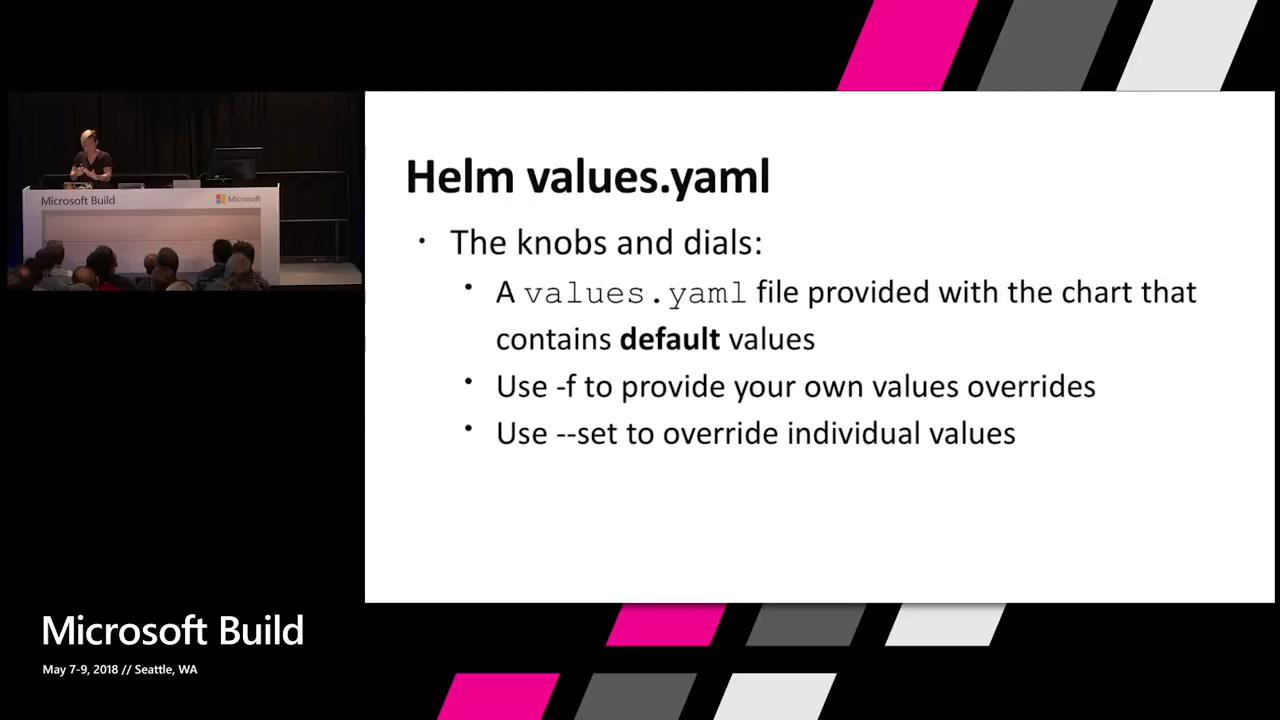 Microsoft Build
Microsoft
Helm values.yaml
• The knobs and dials:
• A values.yaml file provided with the chart that
contains default values
• Use -f to provide your own values overrides
• Use --set to override individual values
Microsoft Build
May 7-9, 2018 // Seattle, WA